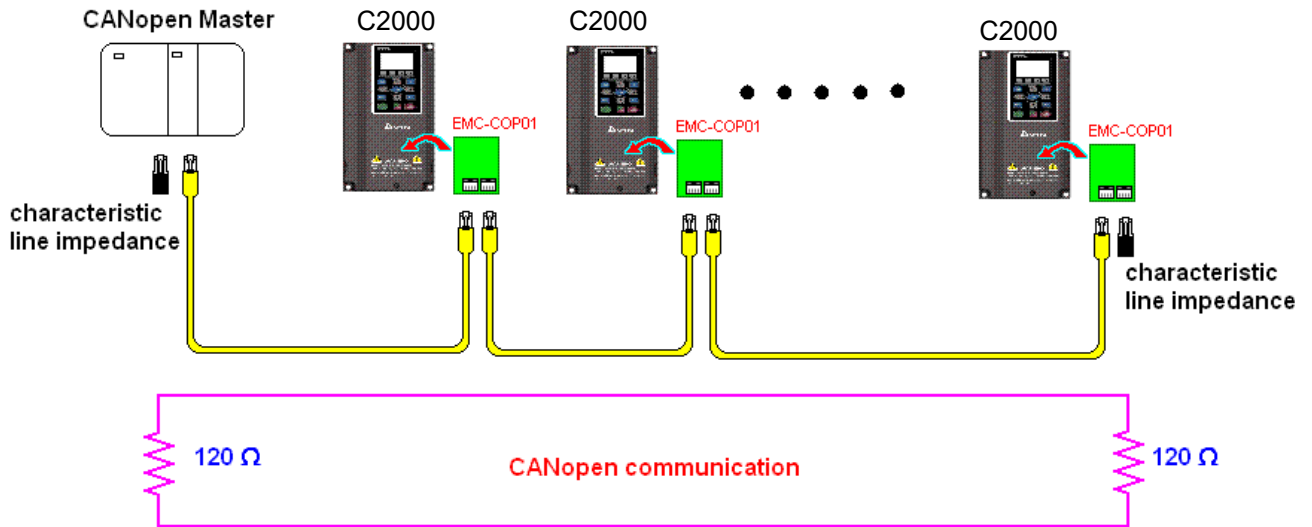 CANopen Master
C2000
C2000
C2000
EMC-COP01
EMC-COP01
EMC-COP01
characteristic
line impedance
characteristic
line impedance
120 Ω
CANopen communication
120 Ω